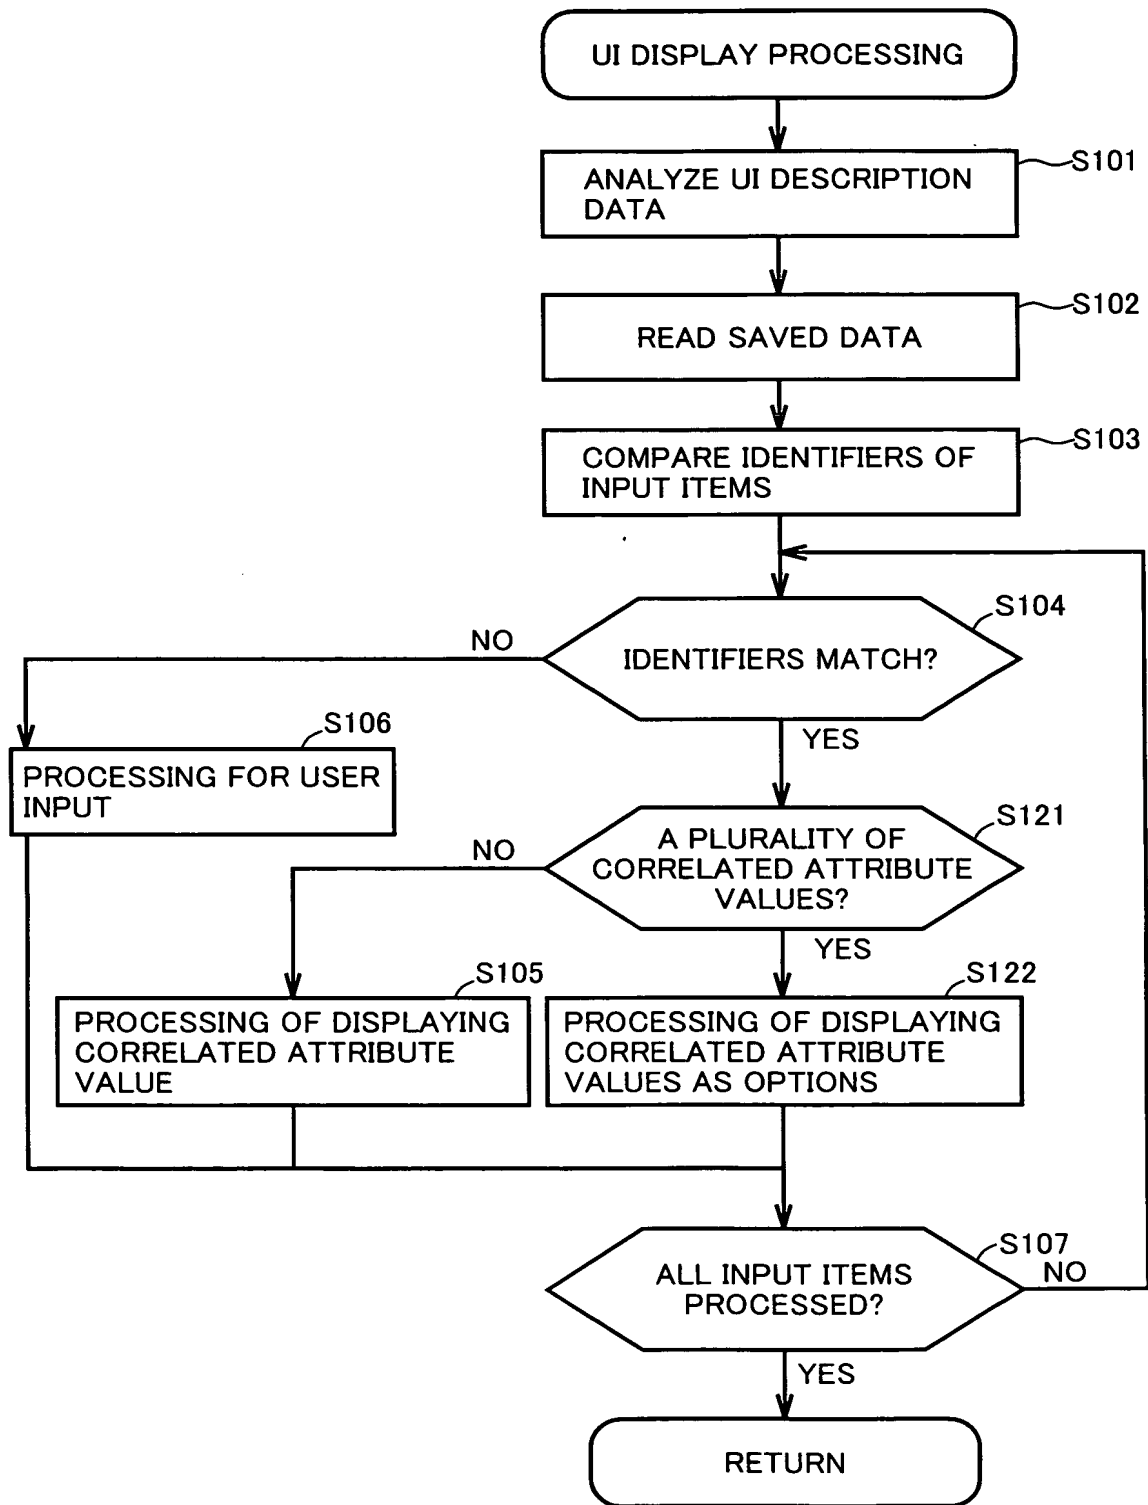 UI DISPLAY PROCESSING
S101
ANALYZE UI DESCRIPTION
DATA
S102
READ SAVED DATA
S103
COMPARE IDENTIFIERS OF
INPUT ITEMS
S104
NO
IDENTIFIERS MATCH?
YES
S106
PROCESSING FOR USER
INPUT
S121
NO
A PLURALITY OF
CORRELATED ATTRIBUTE
VALUES?
YES
S105
PROCESSING OF DISPLAYING
CORRELATED ATTRIBUTE
VALUE
S122
PROCESSING OF DISPLAYING
CORRELATED ATTRIBUTE
VALUES AS OPTIONS
S107
ALL INPUT ITEMS
PROCESSED?
NO
YES
RETURN